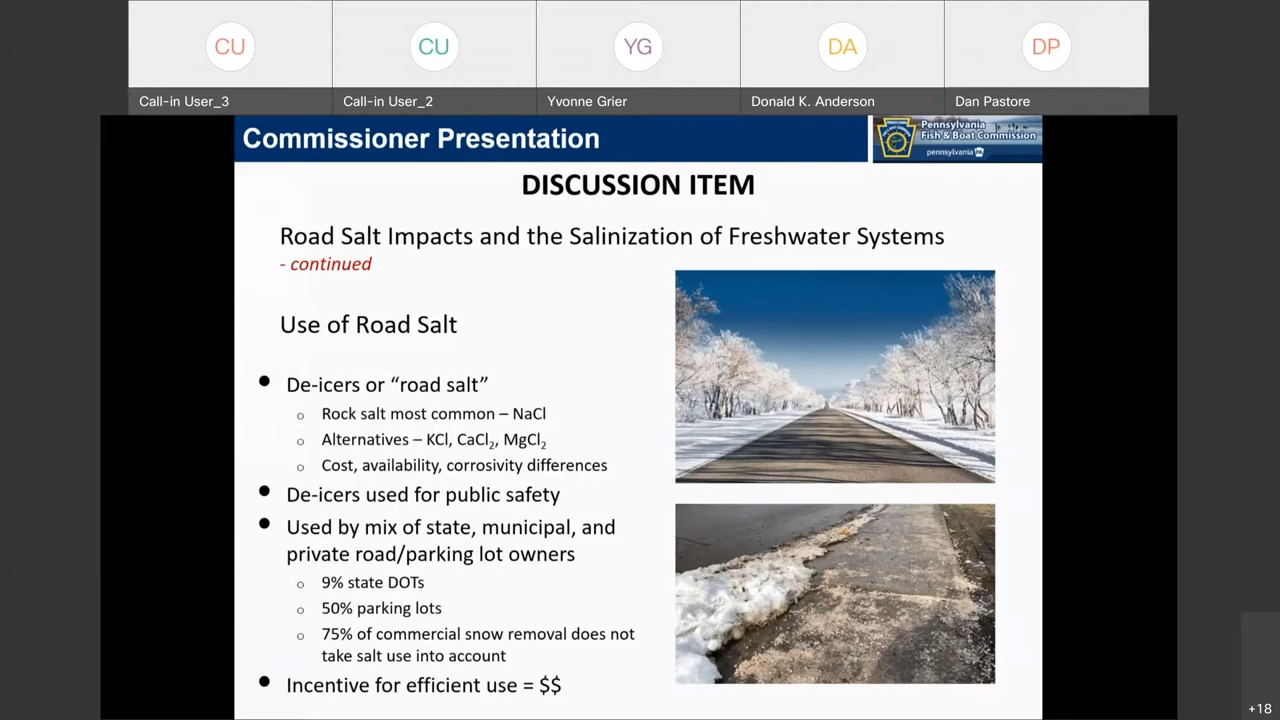 CU
CU
YG
DA
DP
Call-in User_3
Call-in User_2
Yvonne Grier
Donald K. Anderson
Dan Pastore
Commissioner Presentation
Pennsylvania
Fish & Boat Commission
pennsylvania PA
DISCUSSION ITEM
Road Salt Impacts and the Salinization of Freshwater Systems
- continued
Use of Road Salt
• De-icers or “road salt”
o Rock salt most common – NaCl
o Alternatives – KCl, CaCl₂, MgCl₂
o Cost, availability, corrosivity differences
• De-icers used for public safety
• Used by mix of state, municipal, and
private road/parking lot owners
o 9% state DOTs
o 50% parking lots
o 75% of commercial snow removal does not
take salt use into account
• Incentive for efficient use = $$
+18